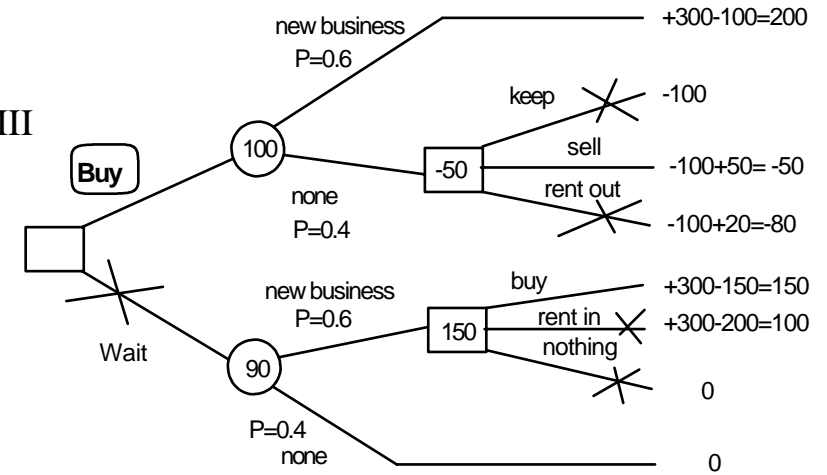 new business
P=0.6
+300-100=200
III
Buy
100
keep
-100
sell
-50
-100+50= -50
rent out
-100+20=-80
none
P=0.4
Wait
new business
P=0.6
90
buy
+300-150=150
150
rent in
+300-200=100
nothing
0
P=0.4
none
0